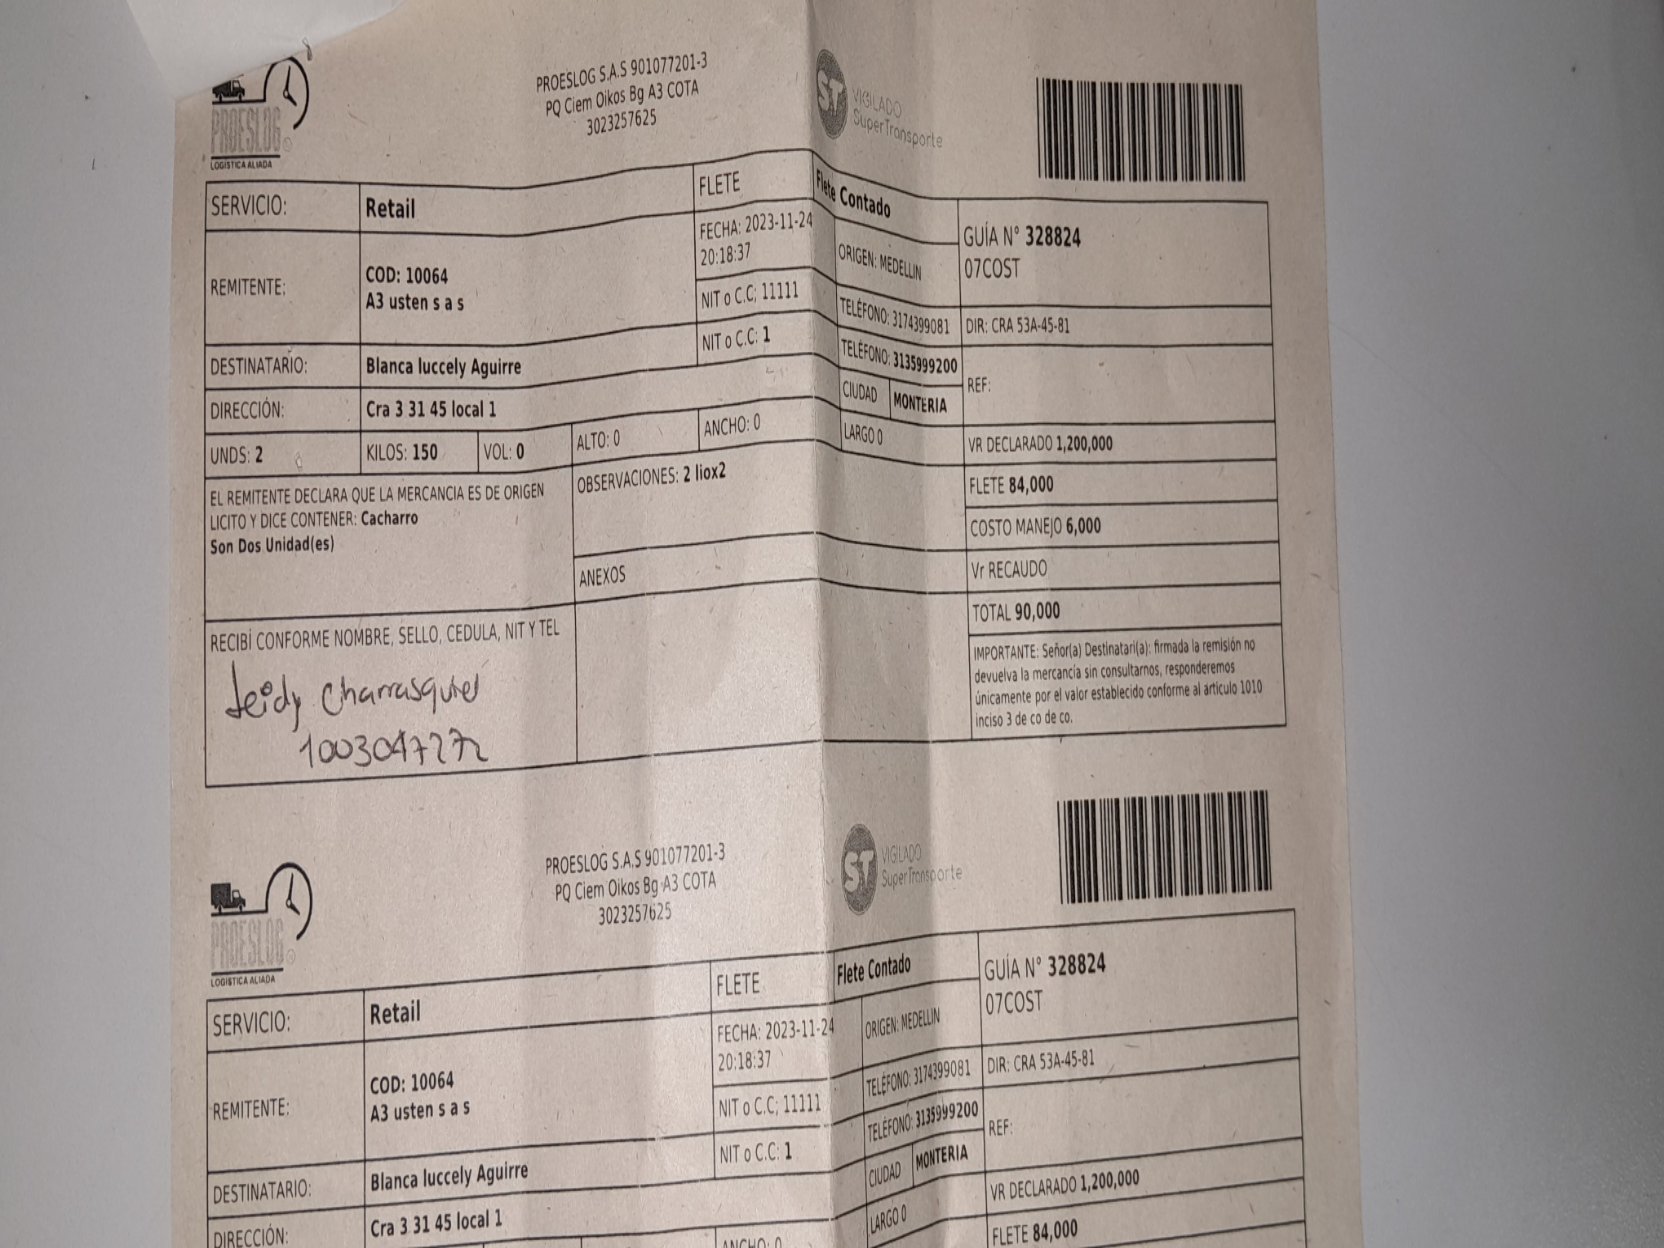 PROESLOG
LOGISTICA ALIADA
PROESLOG S.A.S 901077201-3
PQ Ciem Oikos Bg A3 COTA
3023257625
ST
VIGILADO
SuperTransporte
SERVICIO: Retail
FLETE Flete Contado
REMITENTE: COD: 10064
A3 usten s a s
FECHA: 2023-11-24
20:18:37
ORIGEN: MEDELLIN
GUÍA N° 328824
07COST
NIT o C.C; 11111
TELÉFONO: 3174399081
DIR: CRA 53A-45-81
DESTINATARIO: Blanca luccely Aguirre
NIT o C.C: 1
TELÉFONO: 3135999200
REF:
DIRECCIÓN: Cra 3 31 45 local 1
CIUDAD MONTERIA
UNDS: 2 KILOS: 150 VOL: 0 ALTO: 0 ANCHO: 0 LARGO 0
VR DECLARADO 1,200,000
EL REMITENTE DECLARA QUE LA MERCANCIA ES DE ORIGEN
LICITO Y DICE CONTENER: Cacharro
Son Dos Unidad(es)
OBSERVACIONES: 2 liox2
ANEXOS
FLETE 84,000
COSTO MANEJO 6,000
Vr RECAUDO
TOTAL 90,000
RECIBÍ CONFORME NOMBRE, SELLO, CEDULA, NIT Y TEL
Leidy Charrasquiel
1003047272
IMPORTANTE: Señor(a) Destinatari(a): firmada la remisión no
devuelva la mercancía sin consultarnos, responderemos
únicamente por el valor establecido conforme al artículo 1010
inciso 3 de co de co.
PROESLOG
LOGISTICA ALIADA
PROESLOG S.A.S 901077201-3
PQ Ciem Oikos Bg A3 COTA
3023257625
ST
VIGILADO
SuperTransporte
SERVICIO: Retail
FLETE Flete Contado
REMITENTE: COD: 10064
A3 usten s a s
FECHA: 2023-11-24
20:18:37
ORIGEN: MEDELLIN
GUÍA N° 328824
07COST
NIT o C.C; 11111
TELÉFONO: 3174399081
DIR: CRA 53A-45-81
DESTINATARIO: Blanca luccely Aguirre
NIT o C.C: 1
TELÉFONO: 3135999200
REF:
DIRECCIÓN: Cra 3 31 45 local 1
CIUDAD MONTERIA
ANCHO: 0 LARGO 0
VR DECLARADO 1,200,000
FLETE 84,000